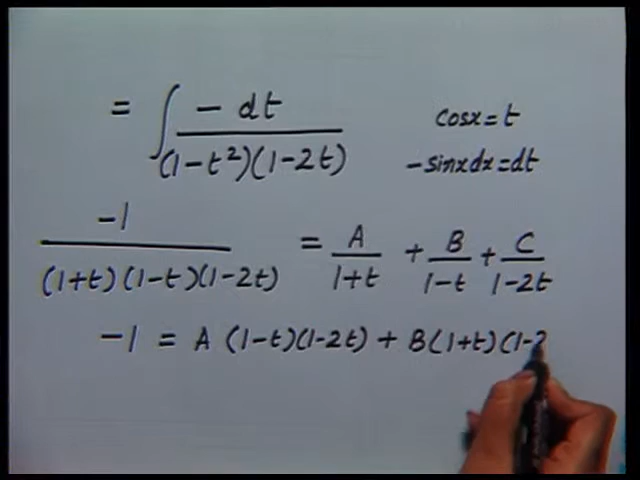 = ∫ - dt / (1-t²)(1-2t)    cosx=t
-sinxdx=dt
-1 / (1+t)(1-t)(1-2t) = A / 1+t + B / 1-t + C / 1-2t
-1 = A (1-t)(1-2t) + B(1+t)(1-2